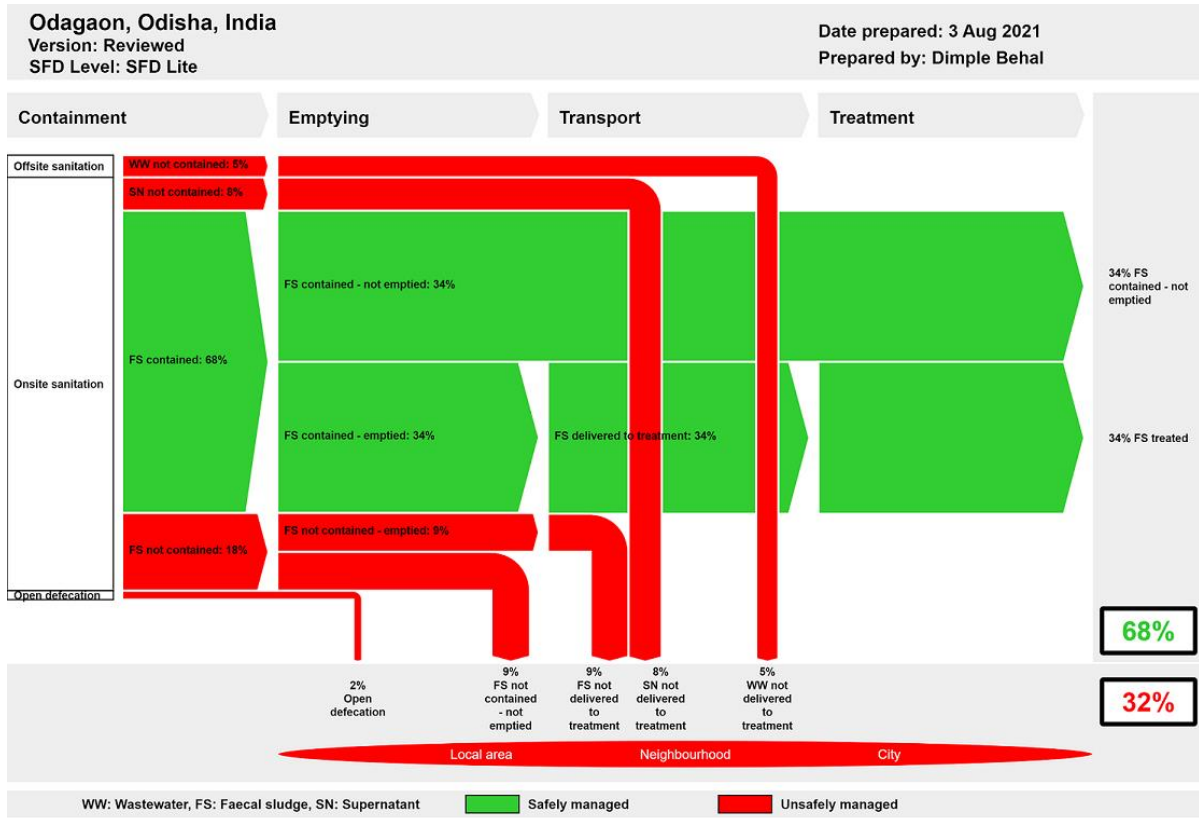 Odagaon, Odisha, India
Version: Reviewed
SFD Level: SFD Lite
Date prepared: 3 Aug 2021
Prepared by: Dimple Behal
Containment
Emptying
Transport
Treatment
Offsite sanitation
WW not contained: 5%
SN not contained: 8%
FS contained - not emptied: 34%
34% FS
contained - not
emptied
FS contained: 68%
Onsite sanitation
FS contained - emptied: 34%
FS delivered to treatment: 34%
34% FS treated
FS not contained - emptied: 9%
FS not contained: 18%
Open defecation
68%
2%
Open
defecation
9%
FS not
contained
- not
emptied
9%
FS not
delivered
to
treatment
8%
SN not
delivered
to
treatment
5%
WW not
delivered
to
treatment
32%
Local area
Neighbourhood
City
WW: Wastewater, FS: Faecal sludge, SN: Supernatant
Safely managed
Unsafely managed